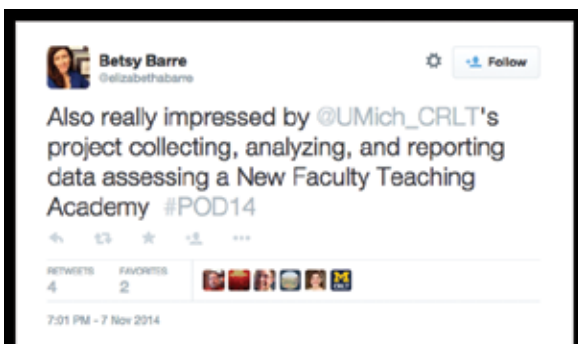 Betsy Barre
@elizabethabarre
Follow
Also really impressed by @UMich_CRLT's
project collecting, analyzing, and reporting
data assessing a New Faculty Teaching
Academy #POD14
RETWEETS FAVORITES
4 2
M
CRLT
7:01 PM - 7 Nov 2014